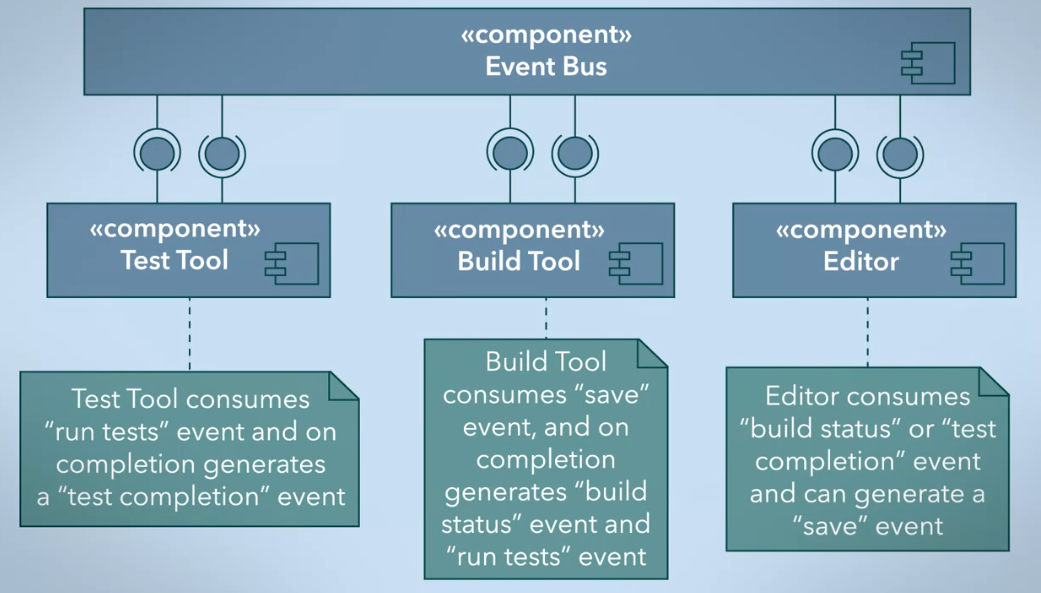 «component»
Event Bus
«component»
Test Tool
«component»
Build Tool
«component»
Editor
Test Tool consumes
“run tests” event and on
completion generates
a “test completion” event
Build Tool
consumes “save”
event, and on
completion
generates “build
status” event and
“run tests” event
Editor consumes
“build status” or “test
completion” event
and can generate a
“save” event